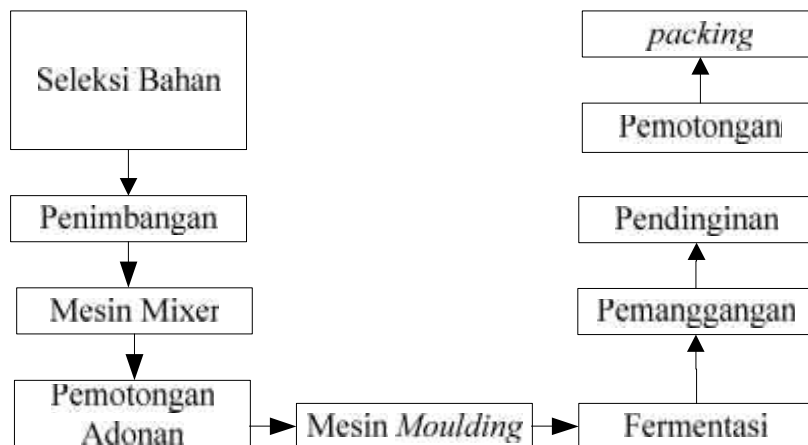 Seleksi Bahan
Penimbangan
Mesin Mixer
Pemotongan
Adonan
Mesin Moulding
Fermentasi
Pemanggangan
Pendinginan
Pemotongan
packing